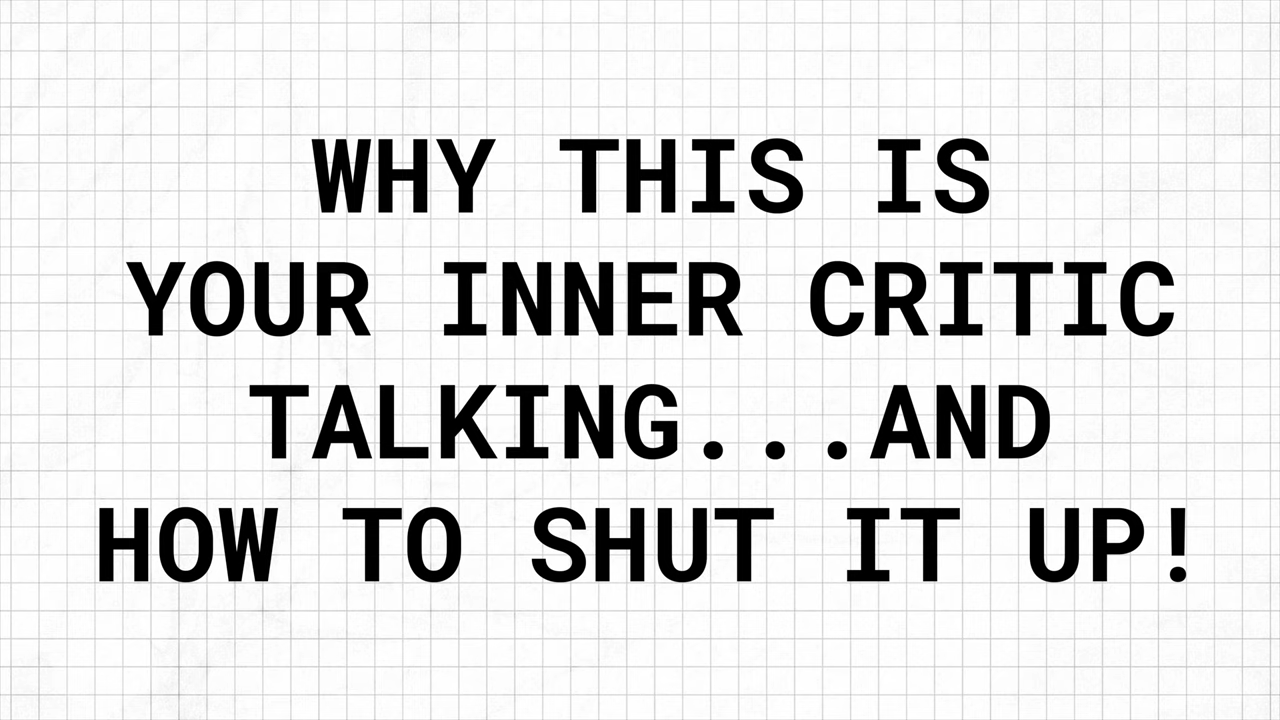 WHY THIS IS
YOUR INNER CRITIC
TALKING...AND
HOW TO SHUT IT UP!